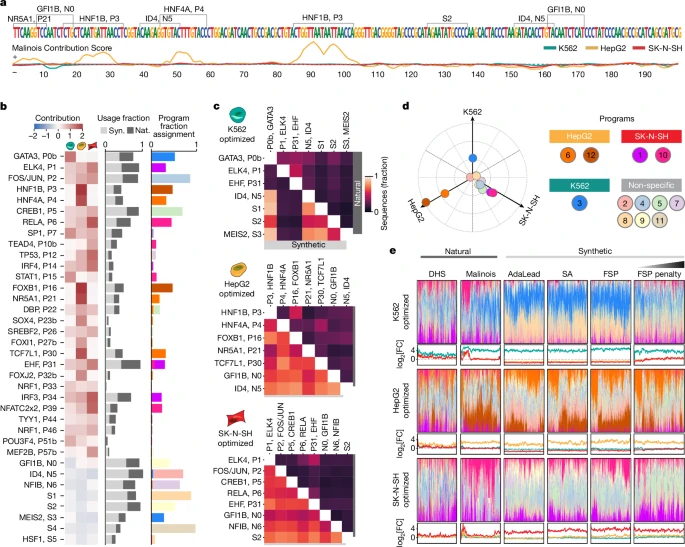 a
GFI1B, N0
HNF4A, P4
GFI1B, N0
NR5A1, P21
HNF1B, P3
ID4, N5
HNF1B, P3
S2
ID4, N5
Malinois Contribution Score
K562
HepG2
SK-N-SH
+
–
0 10 20 30 40 50 60 70 80 90 100 110 120 130 140 150 160 170 180 190
b
Contribution
Usage fraction
Program fraction assignment
–2 –1 0 1 2
Syn.
Nat.
0 2
0 1
GATA3, P0b
ELK4, P1
FOS/JUN, P2
HNF1B, P3
HNF4A, P4
CREB1, P5
RELA, P6
SP1, P7
TEAD4, P10b
TP53, P12
IRF4, P14
STAT1, P15
FOXB1, P16
NR5A1, P21
DBP, P22
SOX4, P23b
SREBF2, P26
FOXI1, P27b
TCF7L1, P30
EHF, P31
FOXJ2, P32b
NRF1, P33
IRF3, P34
NFATC2x2, P39
TYY1, P44
NRF1, P46
POU3F4, P51b
MEF2B, P57b
GFI1B, N0
ID4, N5
NFIB, N6
S1
S2
MEIS2, S3
S4
HSF1, S5
c
K562 optimized
P0b, GATA3
P1, ELK4
P31, EHF
N5, ID4
S1
S2
S3, MEIS2
GATA3, P0b
ELK4, P1
EHF, P31
ID4, N5
S1
S2
MEIS2, S3
Natural
Synthetic
1
0
Sequences (fraction)
HepG2 optimized
P3, HNF1B
P4, HNF4A
P16, FOXB1
P21, NR5A1
P30, TCF7L1
N0, GFI1B
N5, ID4
HNF1B, P3
HNF4A, P4
FOXB1, P16
NR5A1, P21
TCF7L1, P30
GFI1B, N0
ID4, N5
SK-N-SH optimized
P1, ELK4
P2, FOS/JUN
P5, CREB1
P6, RELA
P31, EHF
N0, GFI1B
N6, NFIB
S2
ELK4, P1
FOS/JUN, P2
CREB1, P5
RELA, P6
EHF, P31
GFI1B, N0
NFIB, N6
S2
d
K562
HepG2
SK-N-SH
Programs
HepG2
6 12
SK-N-SH
1 10
K562
3
Non-specific
2 4 5 7
8 9 11
e
Natural
Synthetic
DHS
Malinois
AdaLead
SA
FSP
FSP penalty
K562 optimized
4
0
log2[FC]
HepG2 optimized
4
0
log2[FC]
SK-N-SH optimized
4
0
log2[FC]